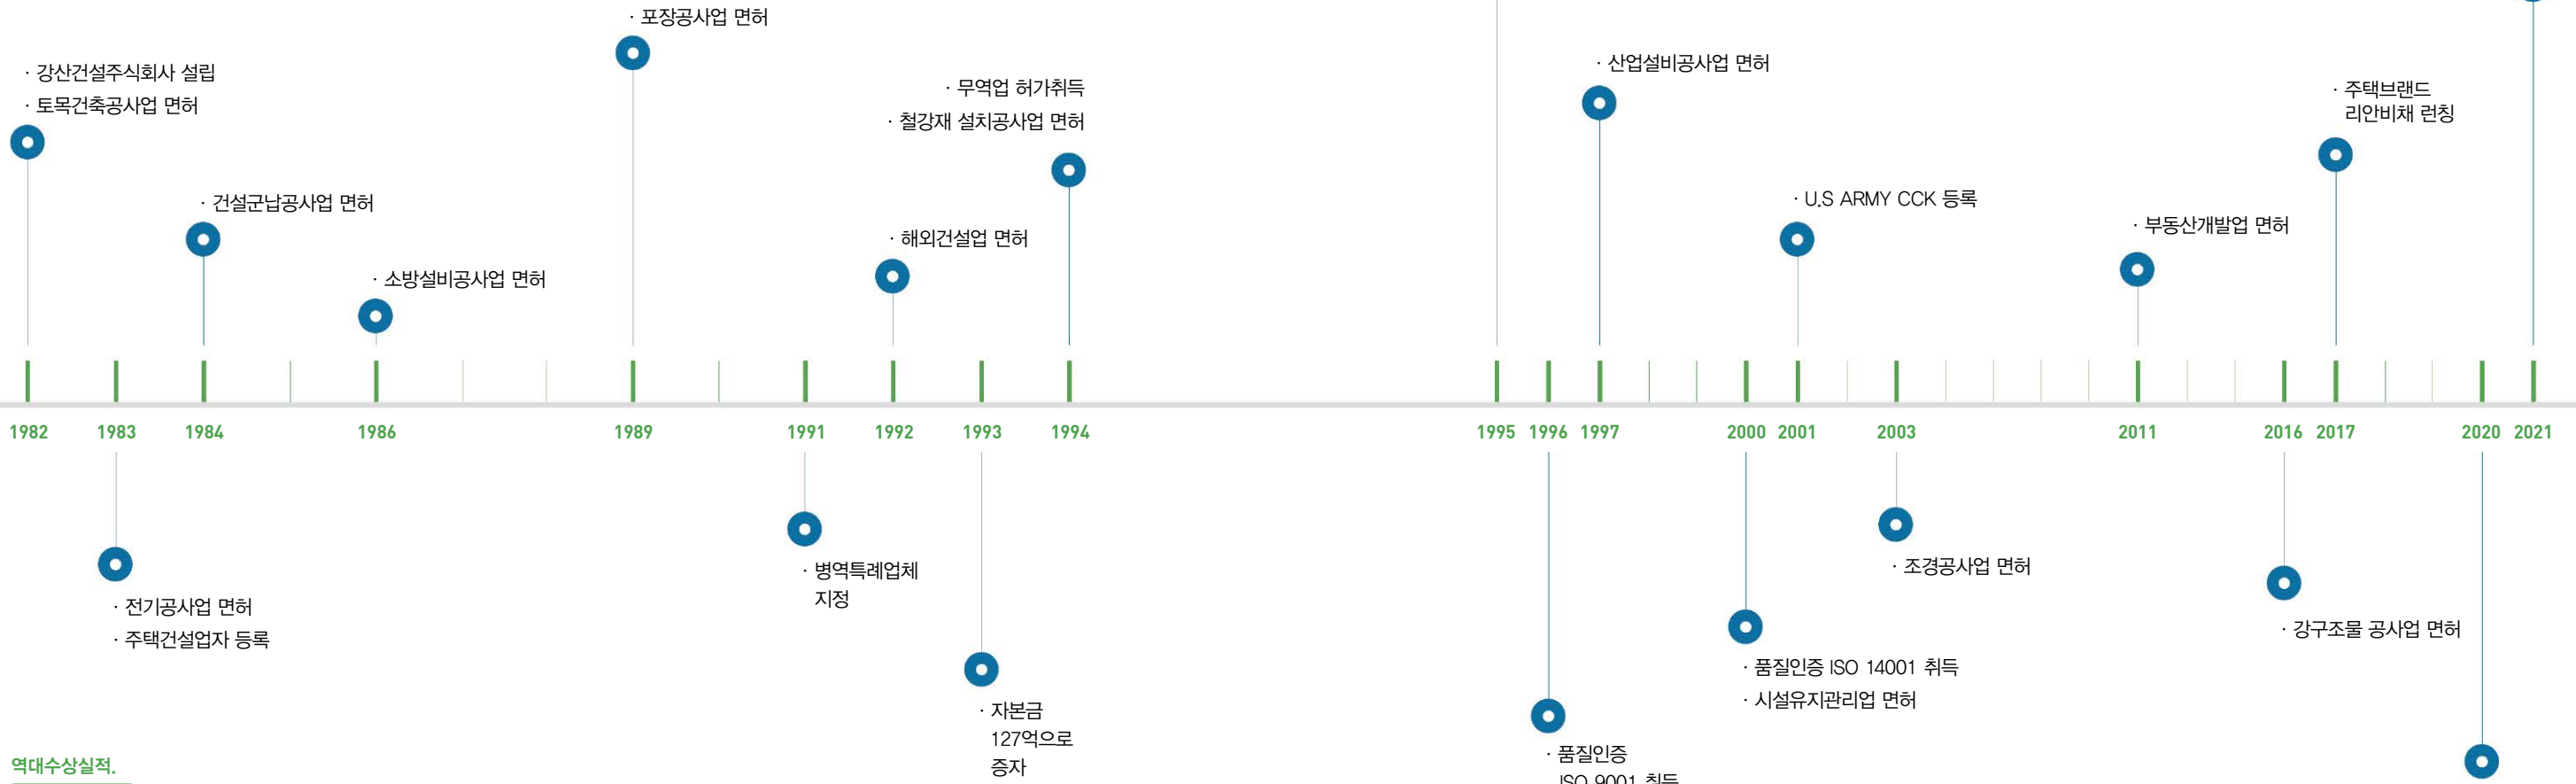 · 포장공사업 면허
· 강산건설주식회사 설립
· 토목건축공사업 면허
· 무역업 허가취득
· 철강재 설치공사업 면허
· 산업설비공사업 면허
· 주택브랜드
리안비채 런칭
· 건설군납공사업 면허
· 소방설비공사업 면허
· 해외건설업 면허
· U.S ARMY CCK 등록
· 부동산개발업 면허
1982 1983 1984 1986 1989 1991 1992 1993 1994 1995 1996 1997 2000 2001 2003 2011 2016 2017 2020 2021
· 전기공사업 면허
· 주택건설업자 등록
· 병역특례업체
지정
· 자본금
127억으로
증자
· 품질인증
ISO 9001 취득
· 품질인증 ISO 14001 취득
· 시설유지관리업 면허
· 조경공사업 면허
· 강구조물 공사업 면허
역대수상실적.